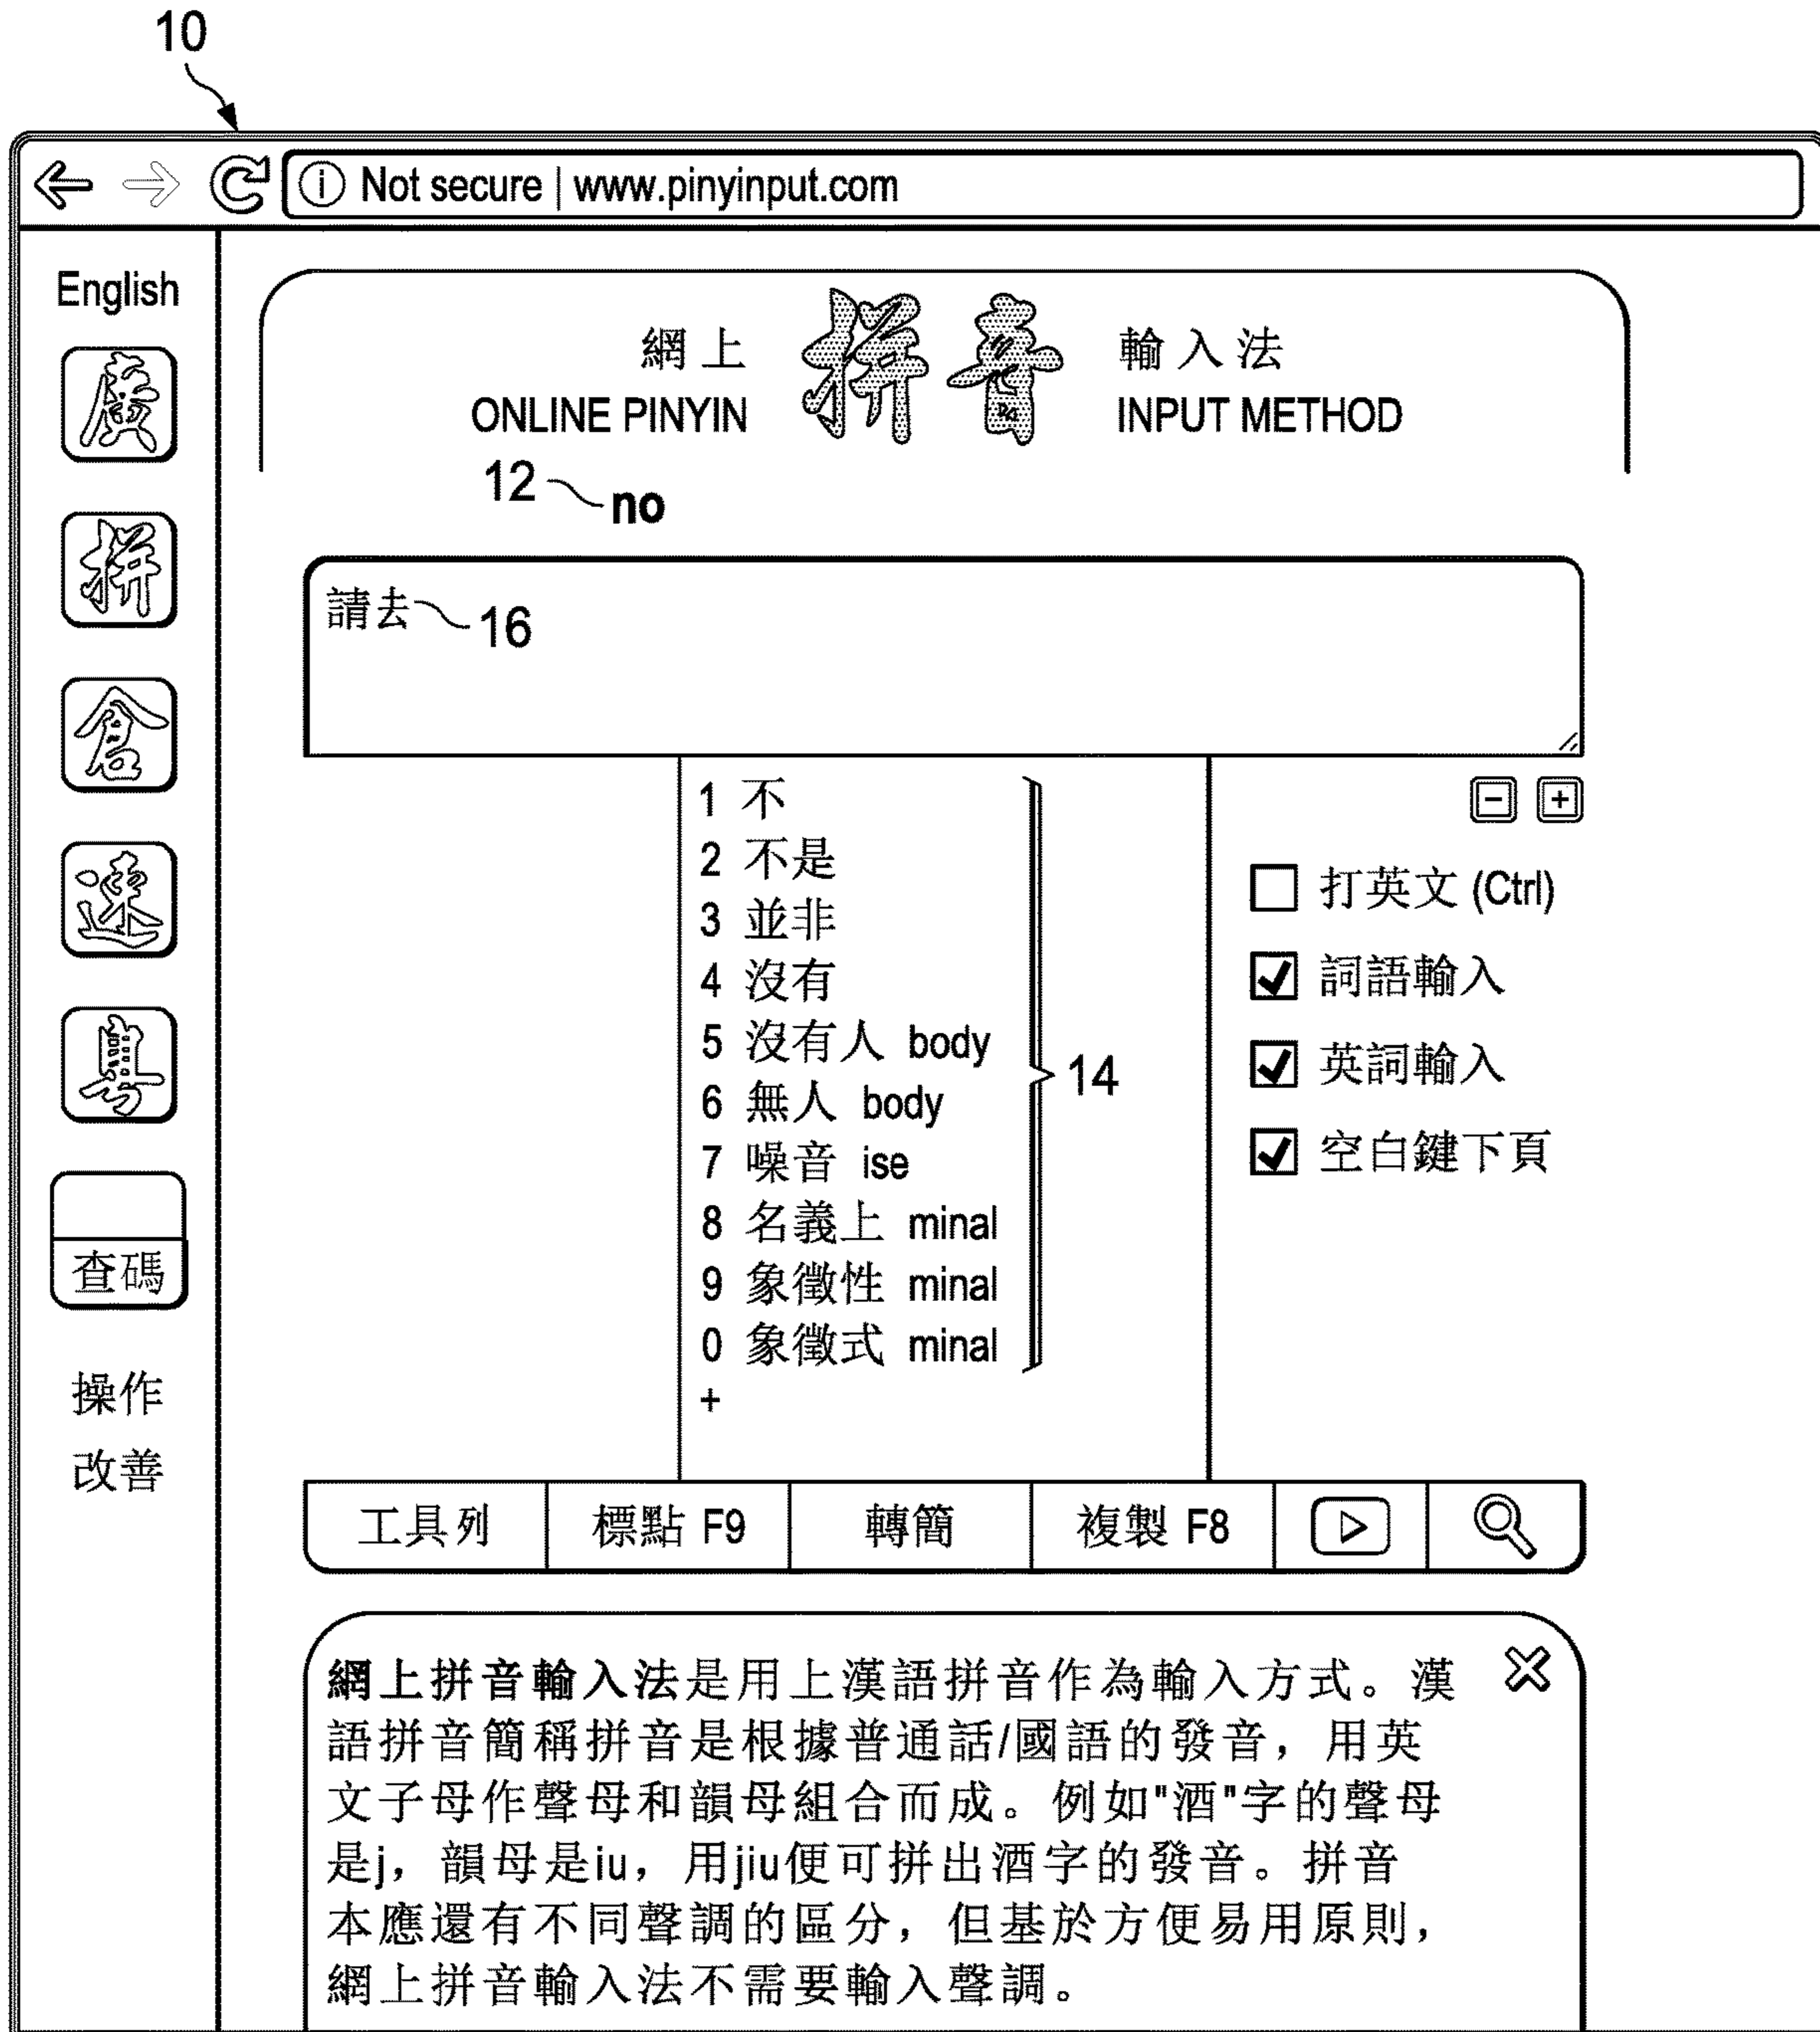 10
Not secure | www.pinyinput.com
English
廣
拼
倉
速
粵
查碼
操作
改善
網上 拼音 輸入法
ONLINE PINYIN INPUT METHOD
12 no
請去 16
1 不
2 不是
3 並非
4 沒有
5 沒有人 body
6 無人 body
7 噪音 ise
8 名義上 minal
9 象徵性 minal
0 象徵式 minal
+
14
- +
打英文 (Ctrl)
詞語輸入
英詞輸入
空白鍵下頁
工具列 標點 F9 轉簡 複製 F8
網上拼音輸入法是用上漢語拼音作為輸入方式。漢
語拼音簡稱拼音是根據普通話/國語的發音，用英
文子母作聲母和韻母組合而成。例如"酒"字的聲母
是j，韻母是iu，用jiu便可拼出酒字的發音。拼音
本應還有不同聲調的區分，但基於方便易用原則，
網上拼音輸入法不需要輸入聲調。